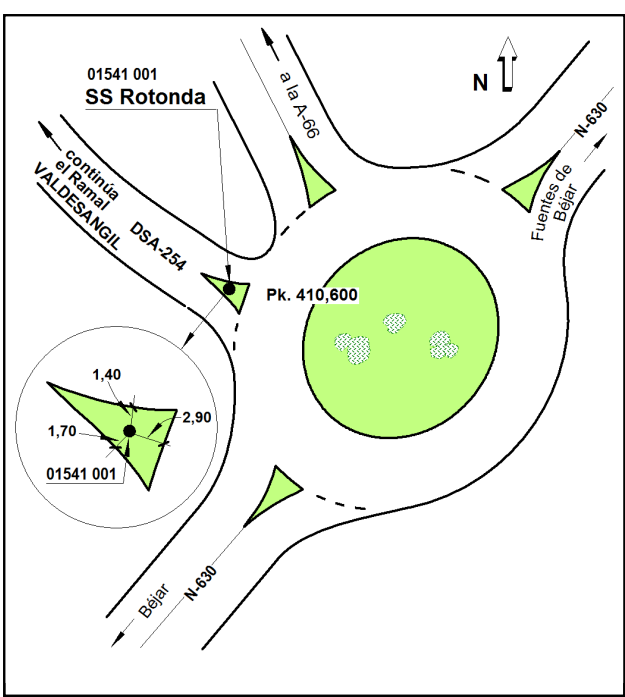 01541 001
SS Rotonda
a la A-66
N
N-630
Fuentes de
Béjar
continúa
el Ramal
VALDESANGIL
DSA-254
Pk. 410,600
1,40
2,90
1,70
01541 001
Béjar
N-630